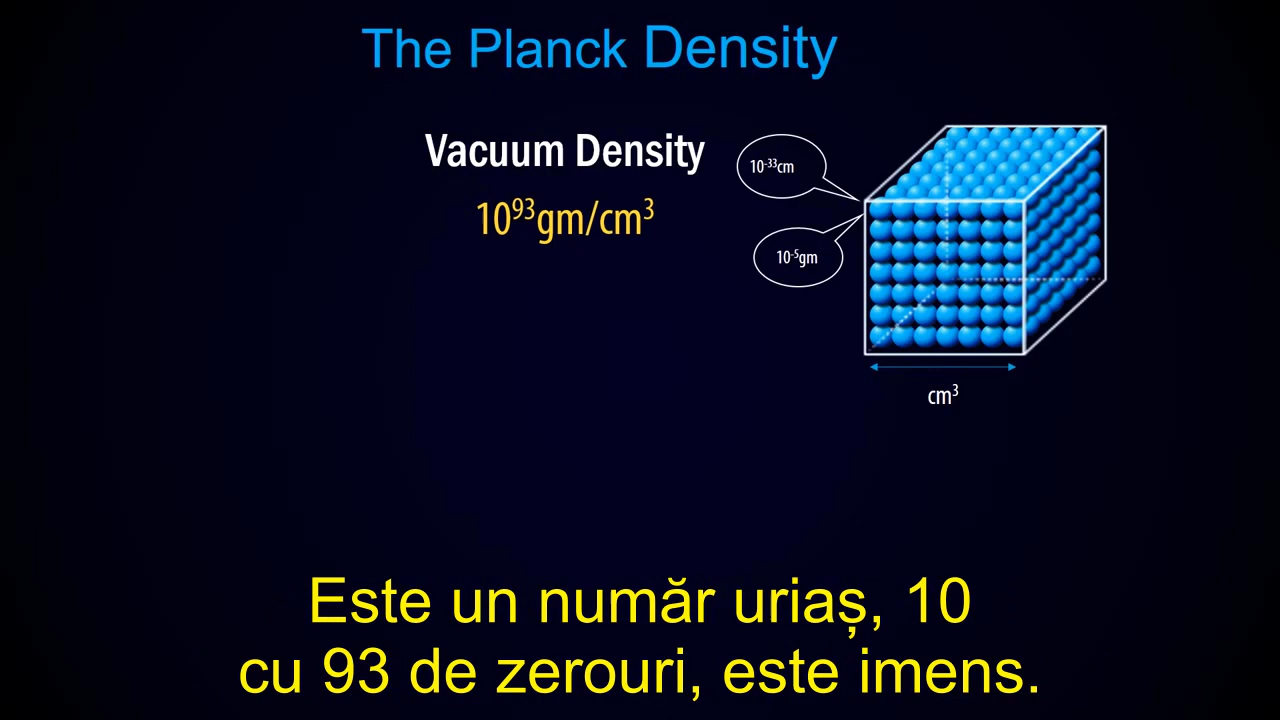 The Planck Density
Vacuum Density
10⁹³gm/cm³
10⁻³³cm
10⁻⁵gm
cm³
Este un număr uriaș, 10
cu 93 de zerouri, este imens.